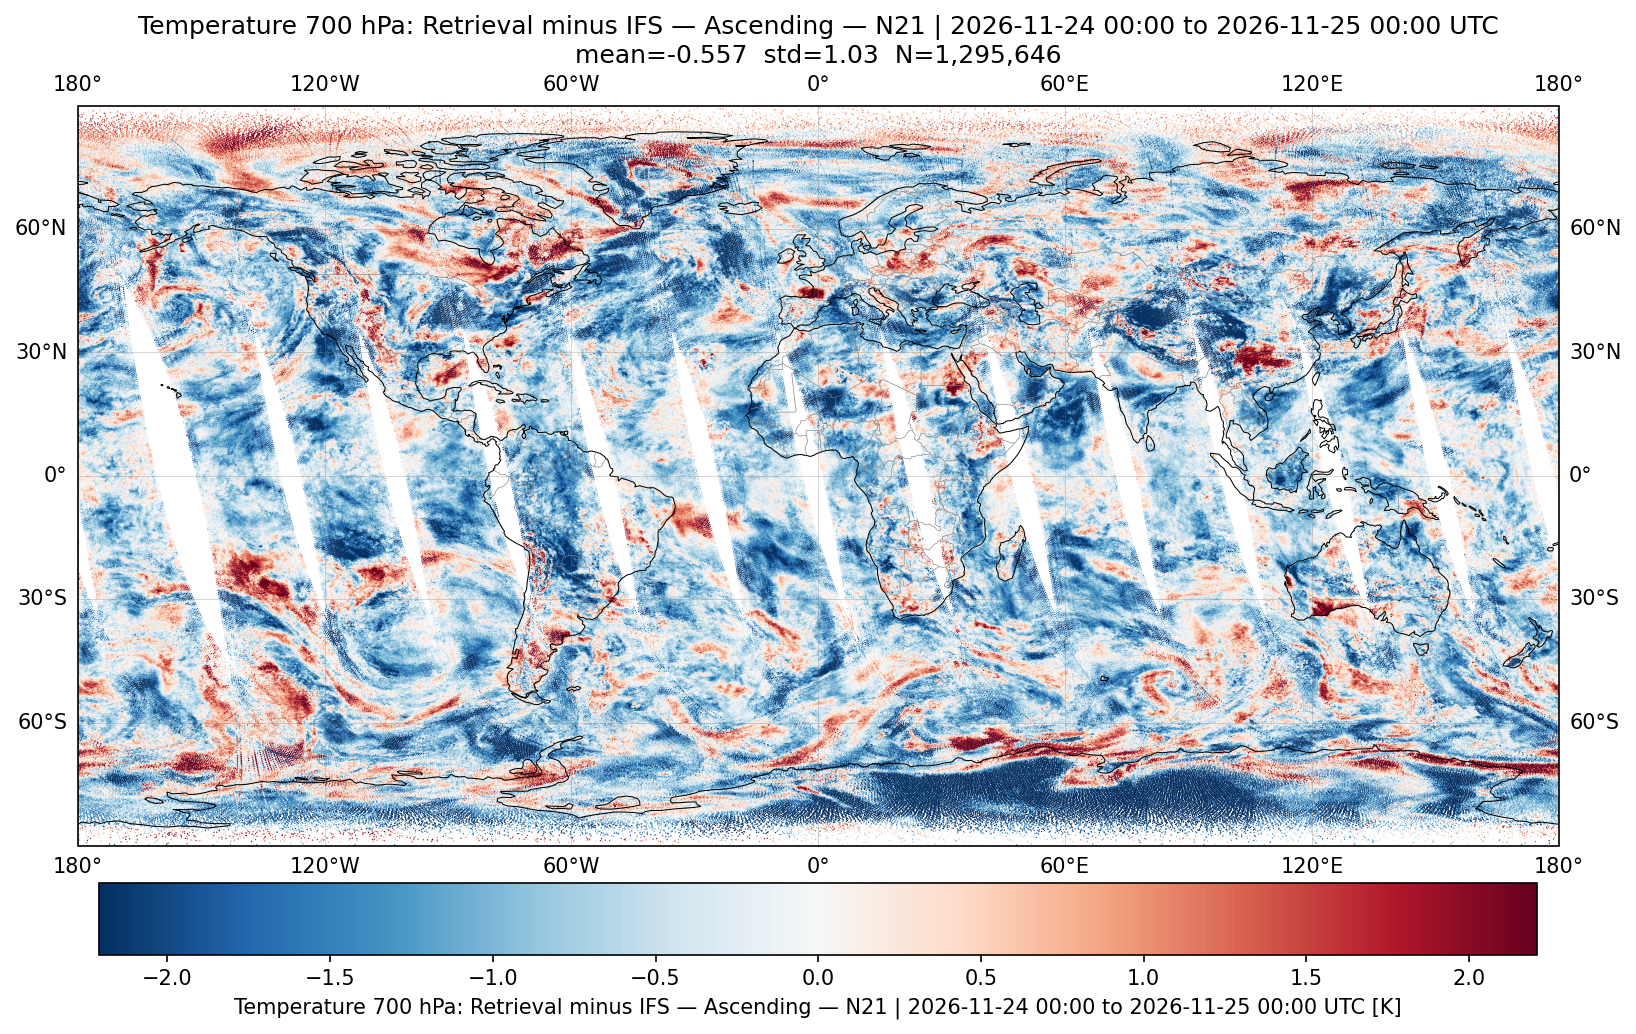 Temperature 700 hPa: Retrieval minus IFS — Ascending — N21 | 2026-11-24 00:00 to 2026-11-25 00:00 UTC
mean=-0.557  std=1.03  N=1,295,646
180° 120°W 60°W 0° 60°E 120°E 180°
60°N 60°N
30°N 30°N
0° 0°
30°S 30°S
60°S 60°S
180° 120°W 60°W 0° 60°E 120°E 180°
−2.0 −1.5 −1.0 −0.5 0.0 0.5 1.0 1.5 2.0
Temperature 700 hPa: Retrieval minus IFS — Ascending — N21 | 2026-11-24 00:00 to 2026-11-25 00:00 UTC [K]